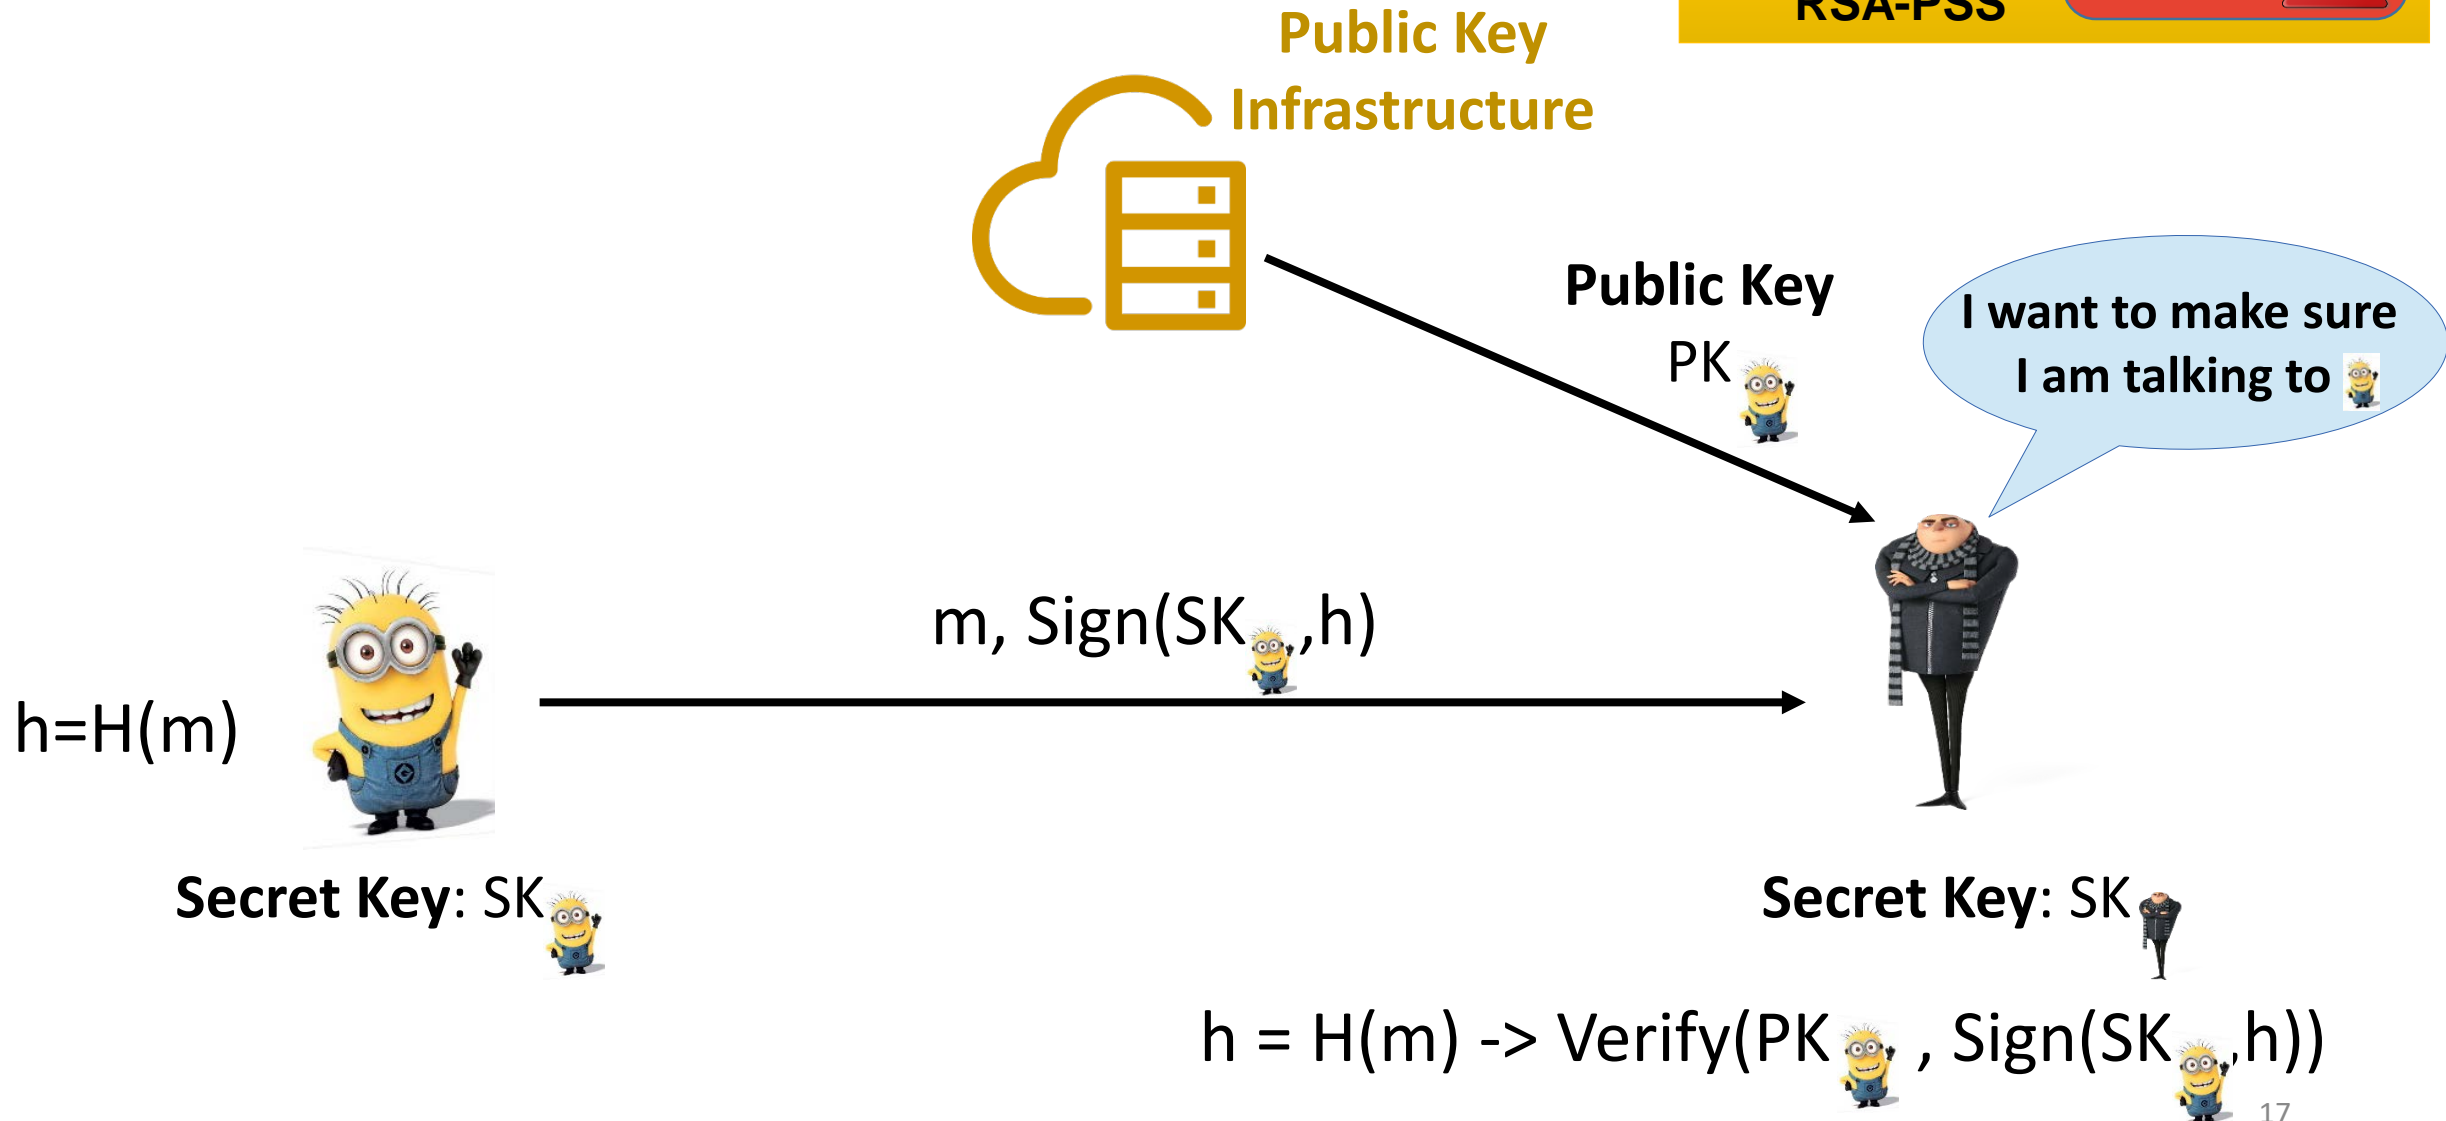 RSA-PSS
Public Key
Infrastructure
Public Key
PK
I want to make sure
I am talking to
m, Sign(SK ,h)
h=H(m)
Secret Key: SK
Secret Key: SK
h = H(m) -> Verify(PK , Sign(SK ,h))
17